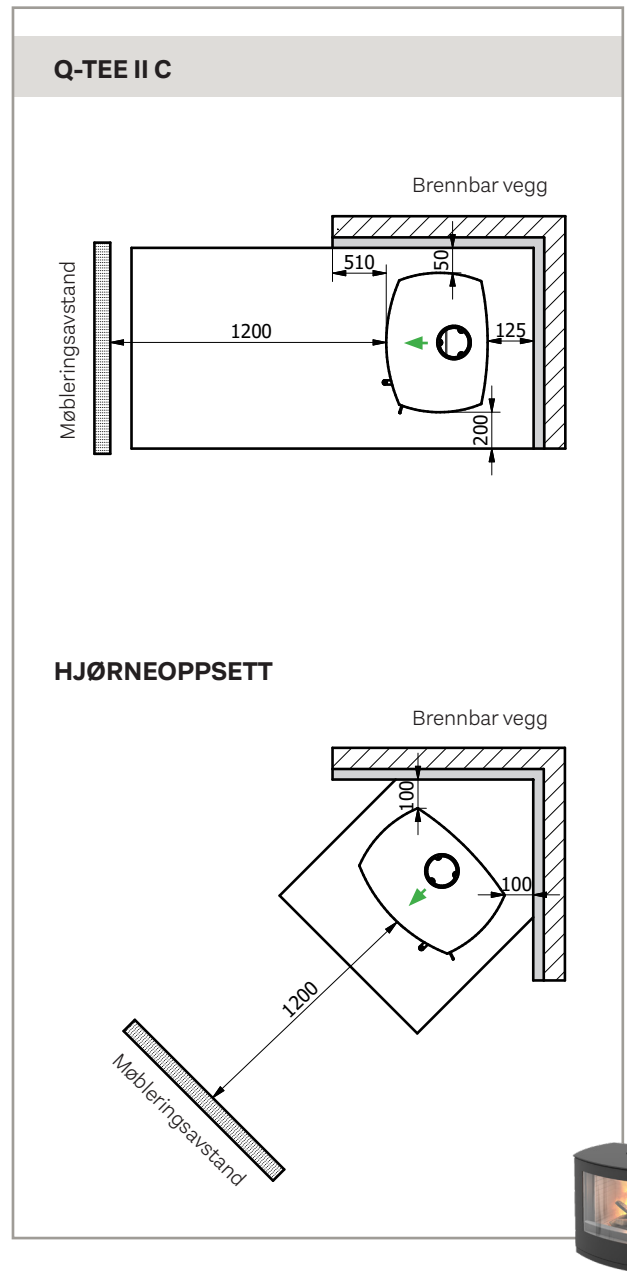 Q-TEE II C
Brennbar vegg
510
50
Møbleringsavstand
1200
125
200
HJØRNEOPPSETT
Brennbar vegg
100
100
1200
Møbleringsavstand